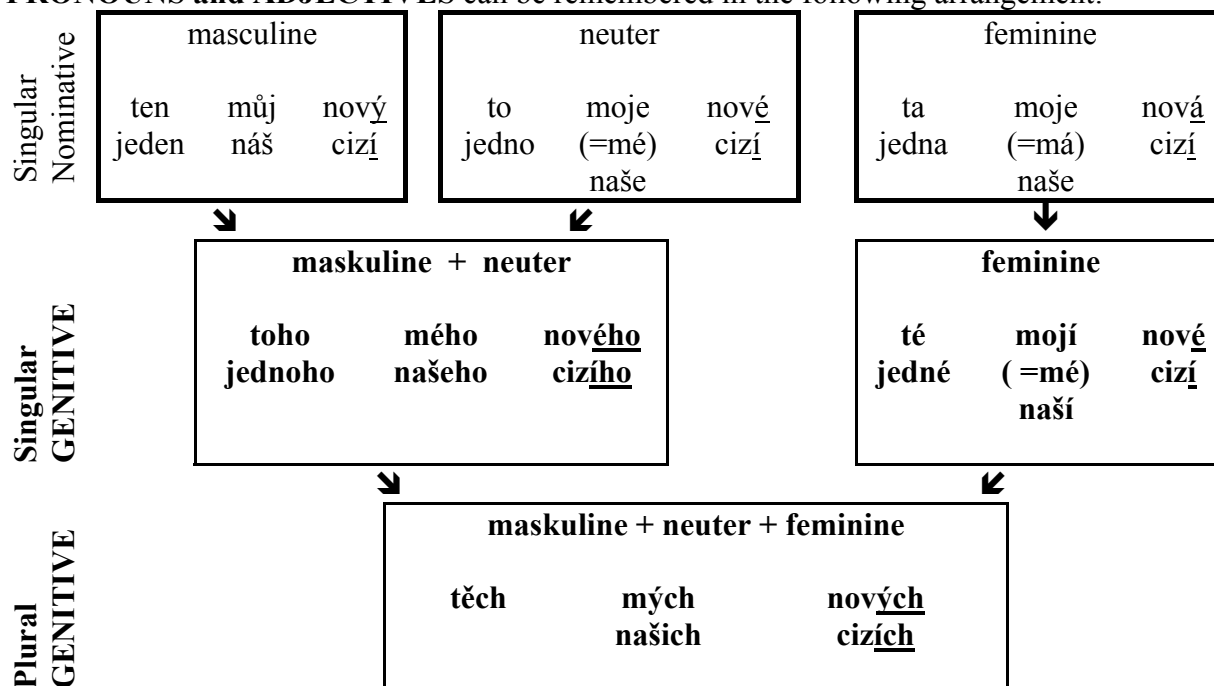 PRONOUNS and ADJECTIVES can be remembered in the following arrangement:
Singular
Nominative
masculine
ten můj nový
jeden náš cizí
neuter
to moje nové
jedno (=mé) cizí
naše
feminine
ta moje nová
jedna (=má) cizí
naše
Singular
GENITIVE
maskuline + neuter
toho mého nového
jednoho našeho cizího
feminine
té mojí nové
jedné ( =mé) cizí
naší
Plural
GENITIVE
maskuline + neuter + feminine
těch mých nových
našich cizích